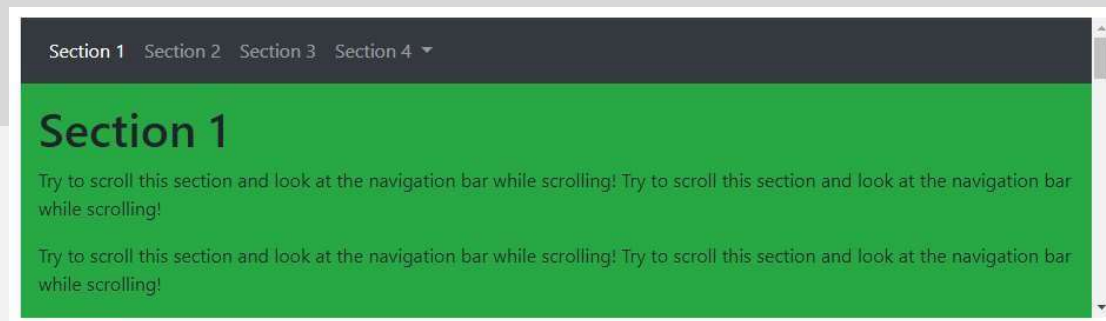 Section 1 Section 2 Section 3 Section 4
Section 1
Try to scroll this section and look at the navigation bar while scrolling! Try to scroll this section and look at the navigation bar
while scrolling!
Try to scroll this section and look at the navigation bar while scrolling! Try to scroll this section and look at the navigation bar
while scrolling!